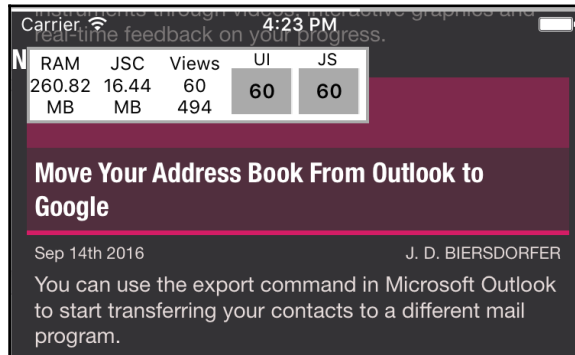 instruments through videos, interactive graphics and
Carrier 4:23 PM
real-time feedback on your progress.
N
RAM JSC Views UI JS
260.82 16.44 60 60 60
MB MB 494
Move Your Address Book From Outlook to
Google
Sep 14th 2016 J. D. BIERSDORFER
You can use the export command in Microsoft Outlook
to start transferring your contacts to a different mail
program.